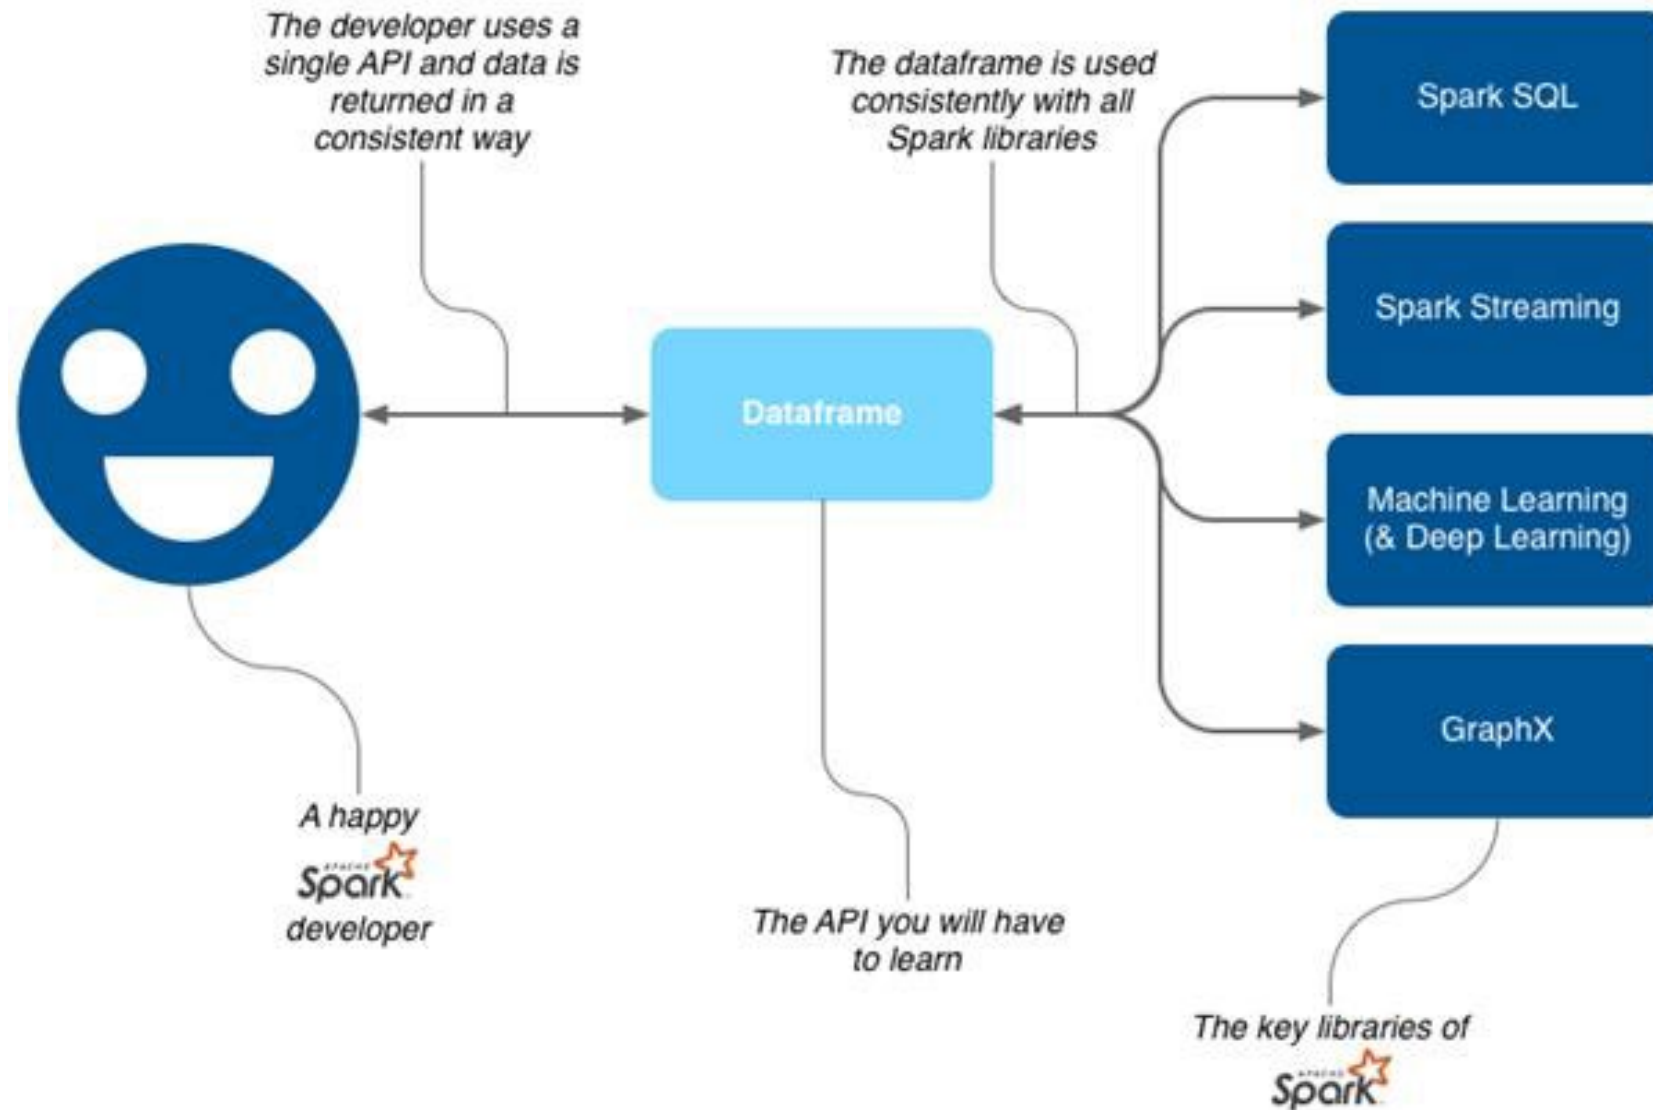 The developer uses a
single API and data is
returned in a
consistent way
The dataframe is used
consistently with all
Spark libraries
Spark SQL
Spark Streaming
Dataframe
Machine Learning
(& Deep Learning)
GraphX
A happy
APACHE
Spark
developer
The API you will have
to learn
The key libraries of
APACHE
Spark